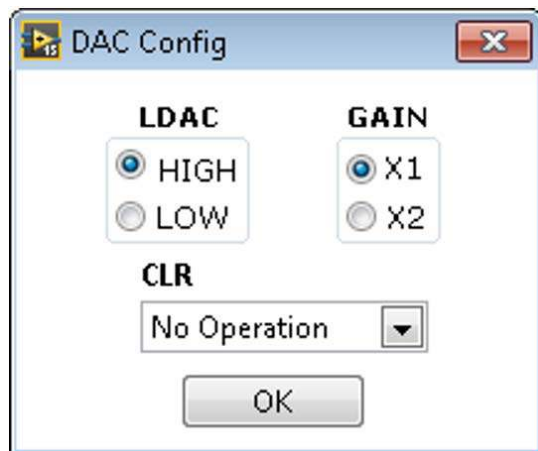 DAC Config
LDAC
HIGH
LOW
GAIN
X1
X2
CLR
No Operation
OK